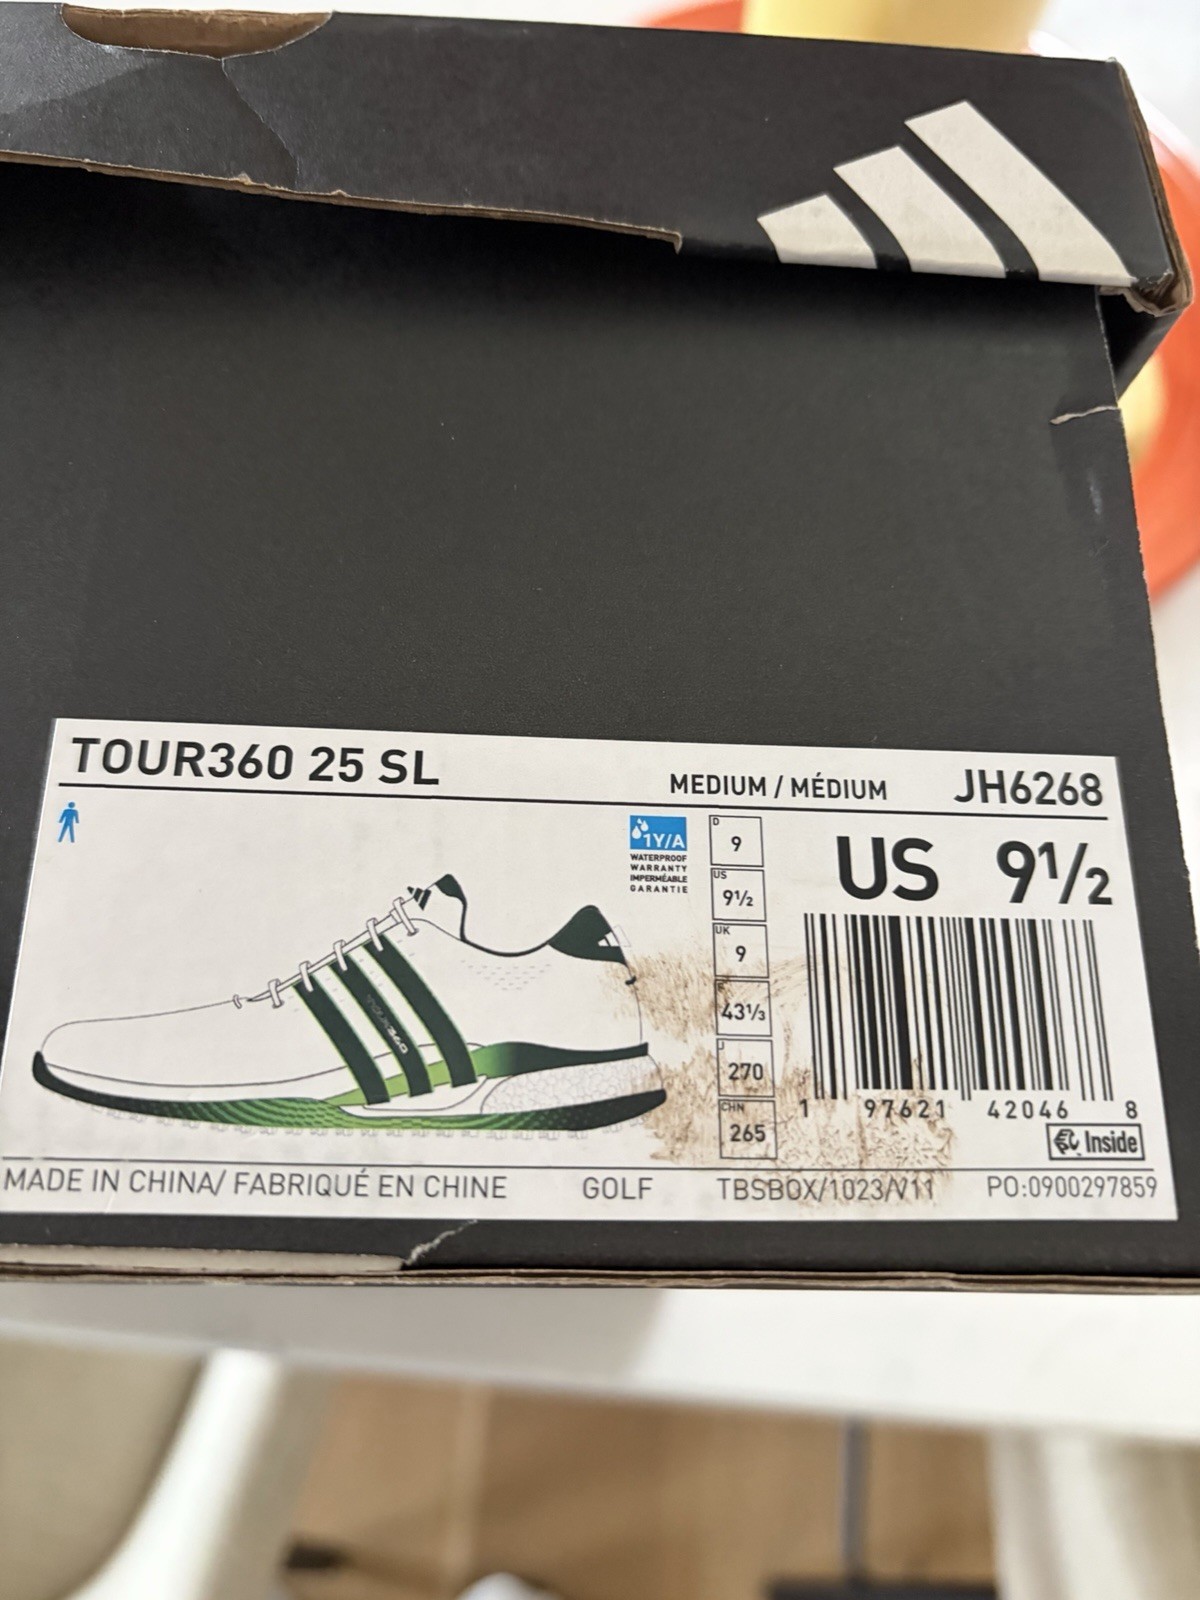 TOUR360 25 SL
MEDIUM / MÉDIUM
JH6268
1Y/A
WATERPROOF
WARRANTY
IMPERMÉABLE
GARANTIE
D
9
US
9½
UK
9
F
43⅓
J
270
CHN
265
US 9½
1 97621 42046 8
Inside
MADE IN CHINA/ FABRIQUÉ EN CHINE
GOLF
TBSBOX/1023/V11
PO:0900297859